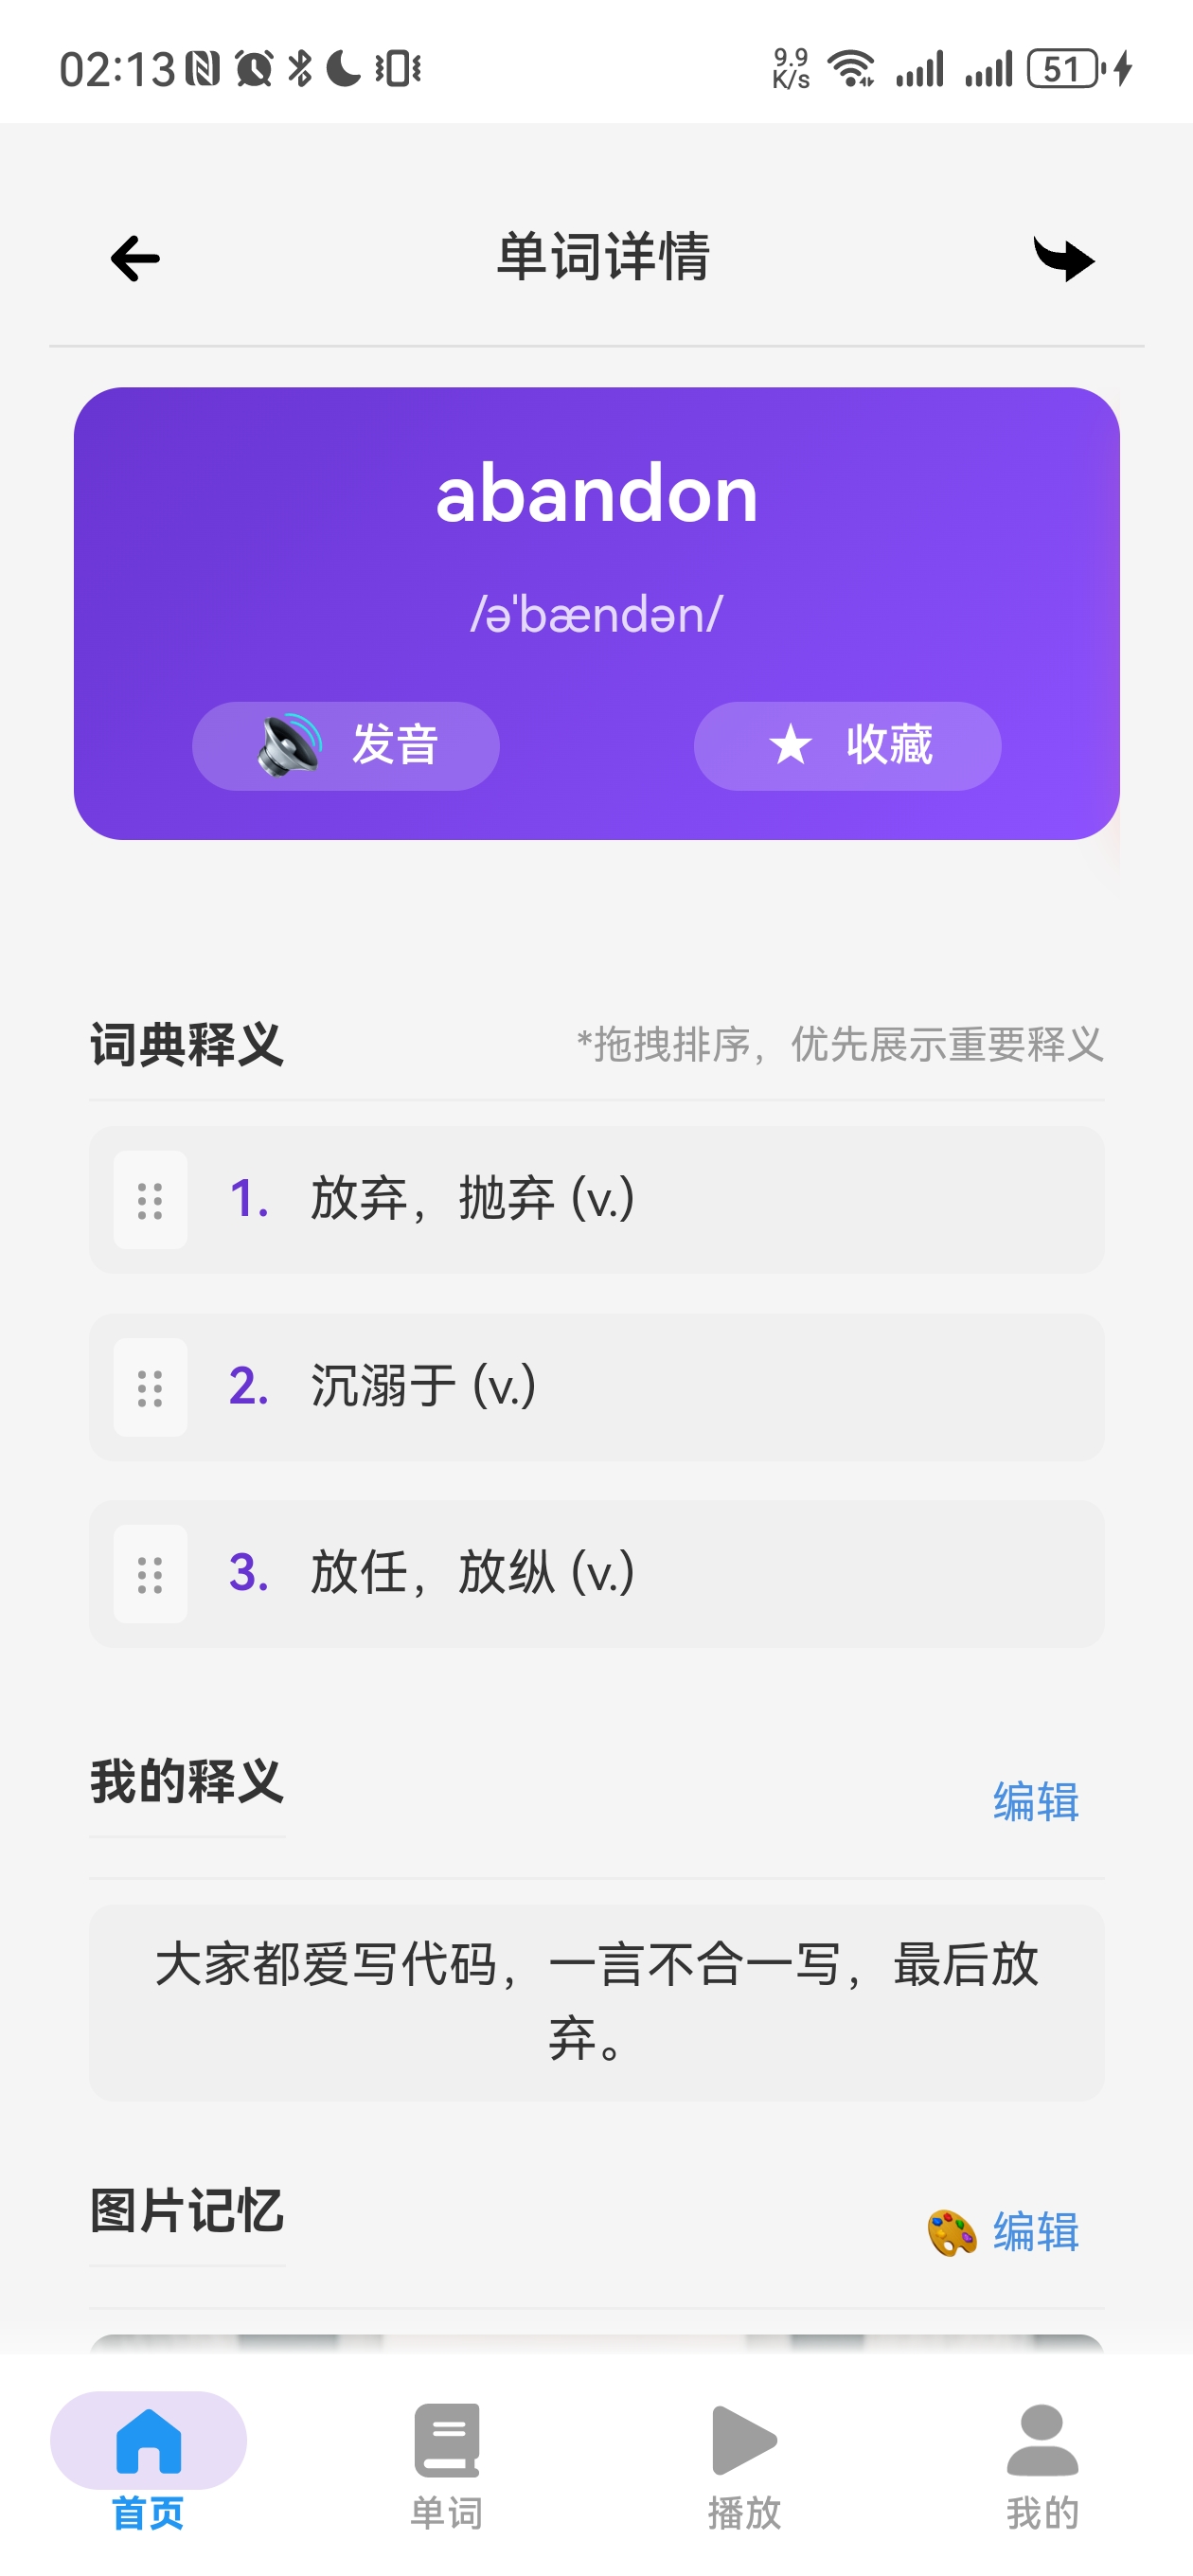 02:13
9.9
K/s
51
单词详情
abandon
/ə'bændən/
发音
★ 收藏
词典释义
*拖拽排序，优先展示重要释义
1. 放弃，抛弃 (v.)
2. 沉溺于 (v.)
3. 放任，放纵 (v.)
我的释义
编辑
大家都爱写代码，一言不合一写，最后放
弃。
图片记忆
编辑
首页
单词
播放
我的